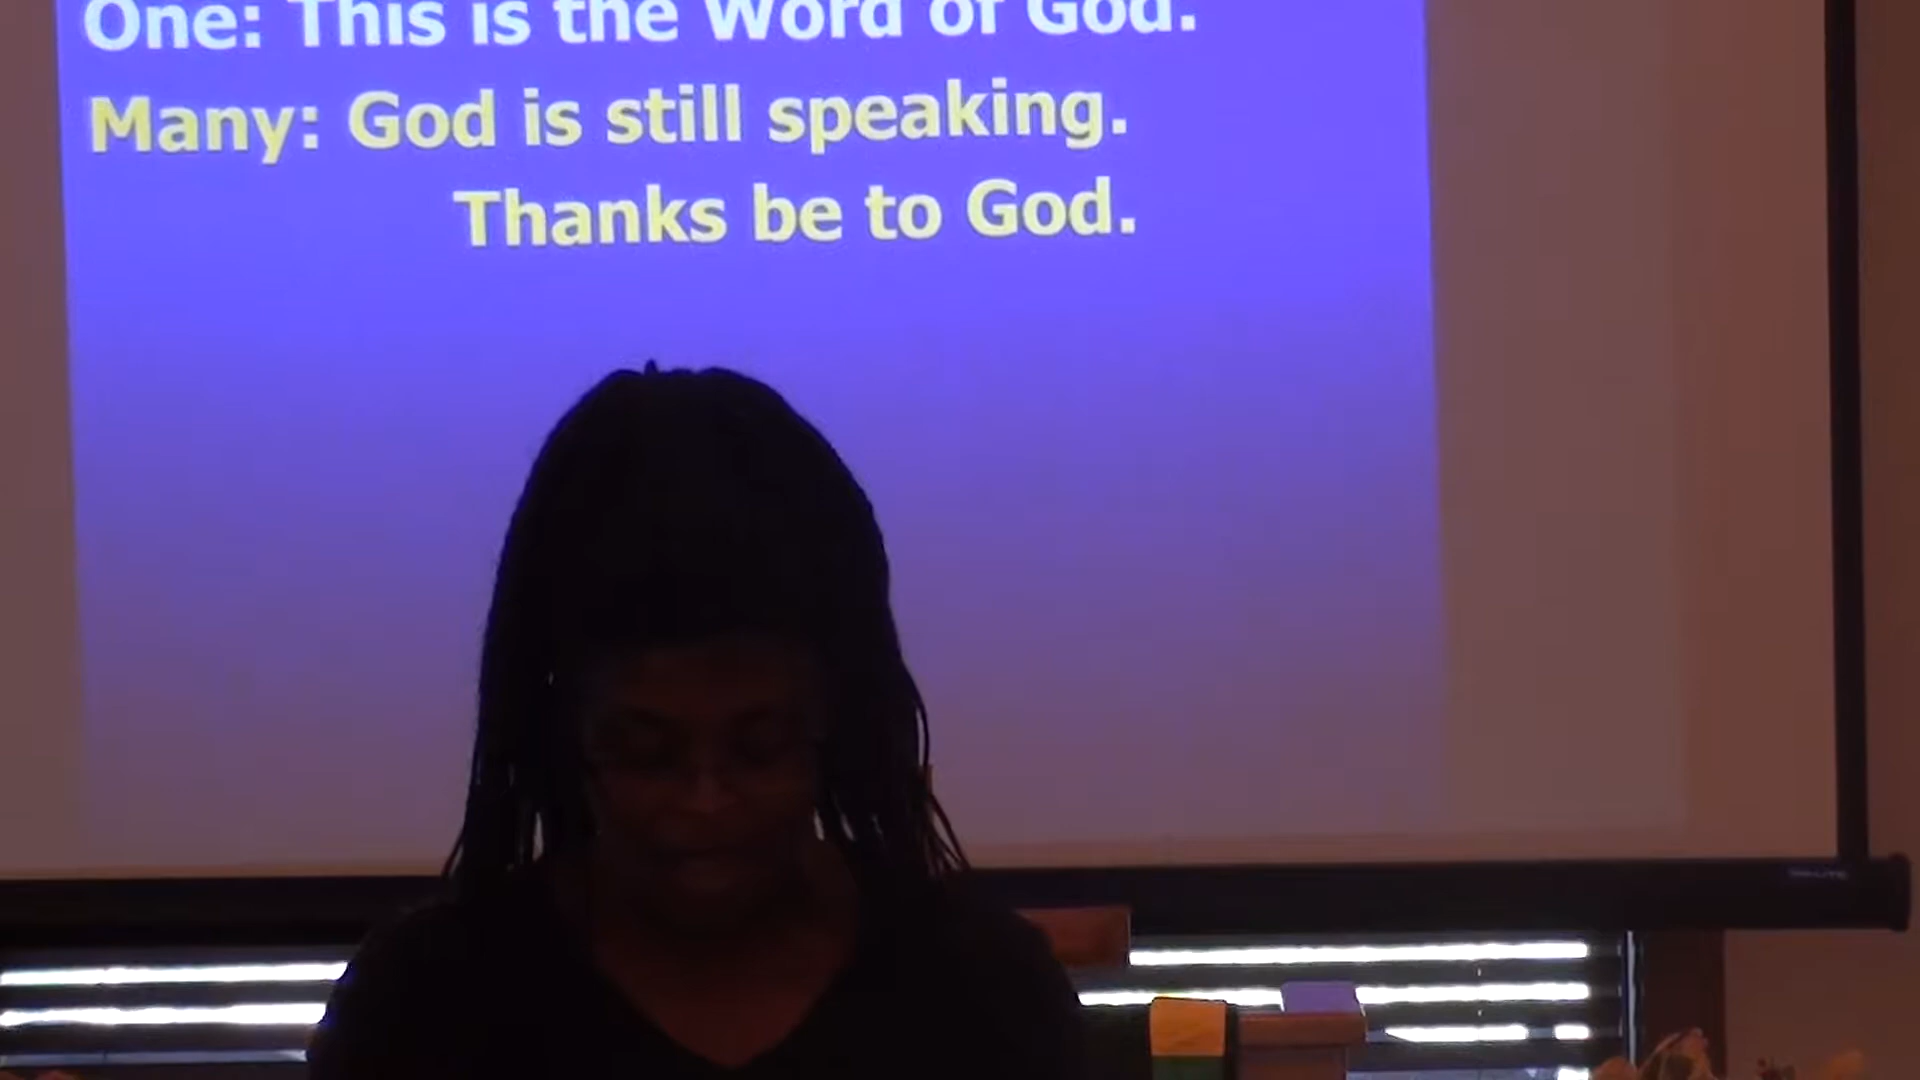 One: This is the Word of God.
Many: God is still speaking.
Thanks be to God.